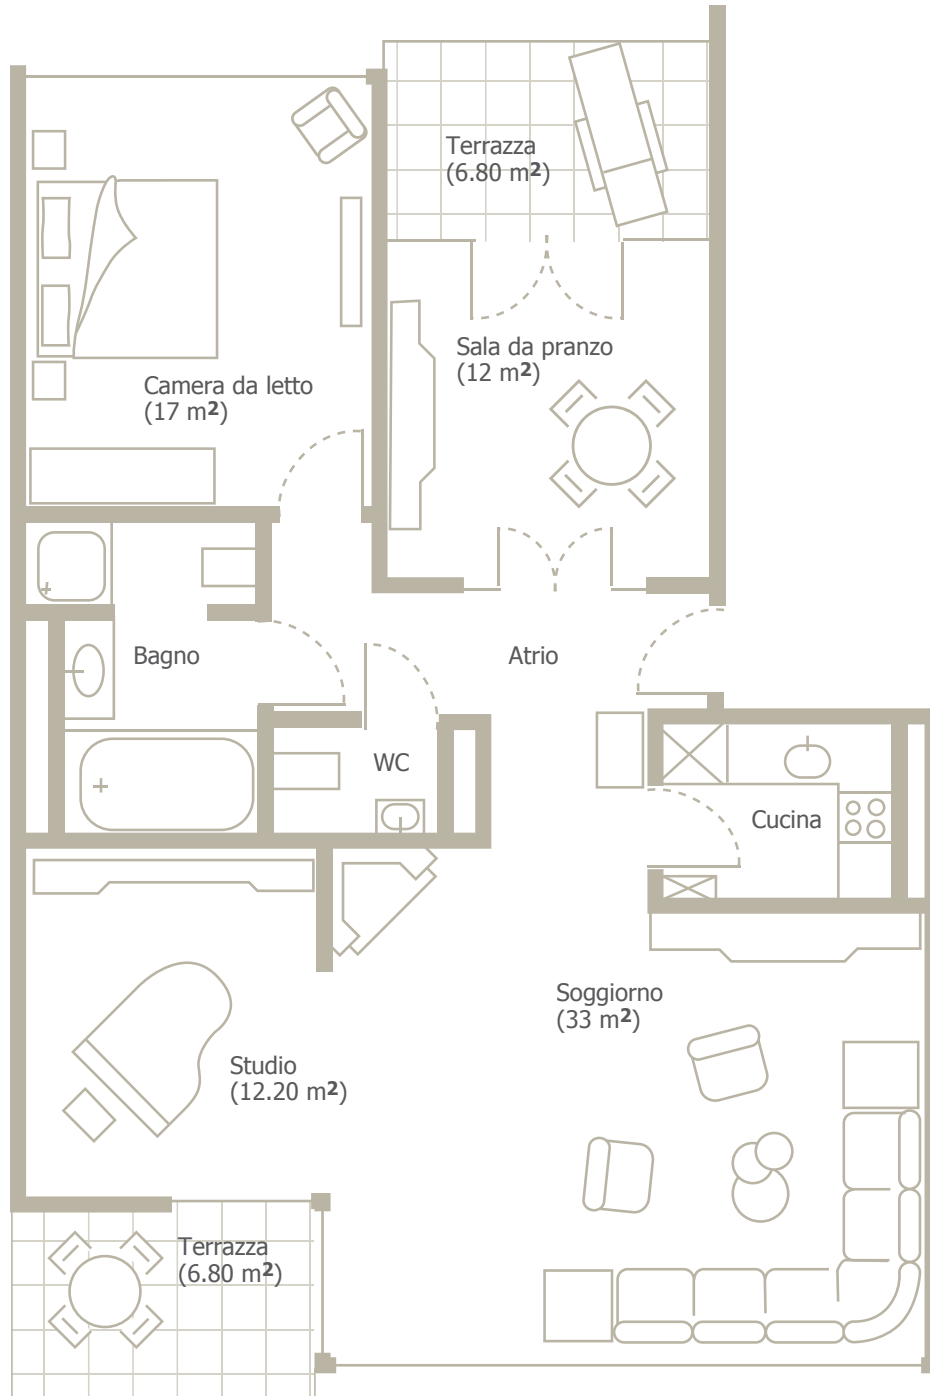 Terrazza
(6.80 m²)
Sala da pranzo
(12 m²)
Camera da letto
(17 m²)
Bagno
Atrio
WC
Cucina
Soggiorno
(33 m²)
Studio
(12.20 m²)
Terrazza
(6.80 m²)